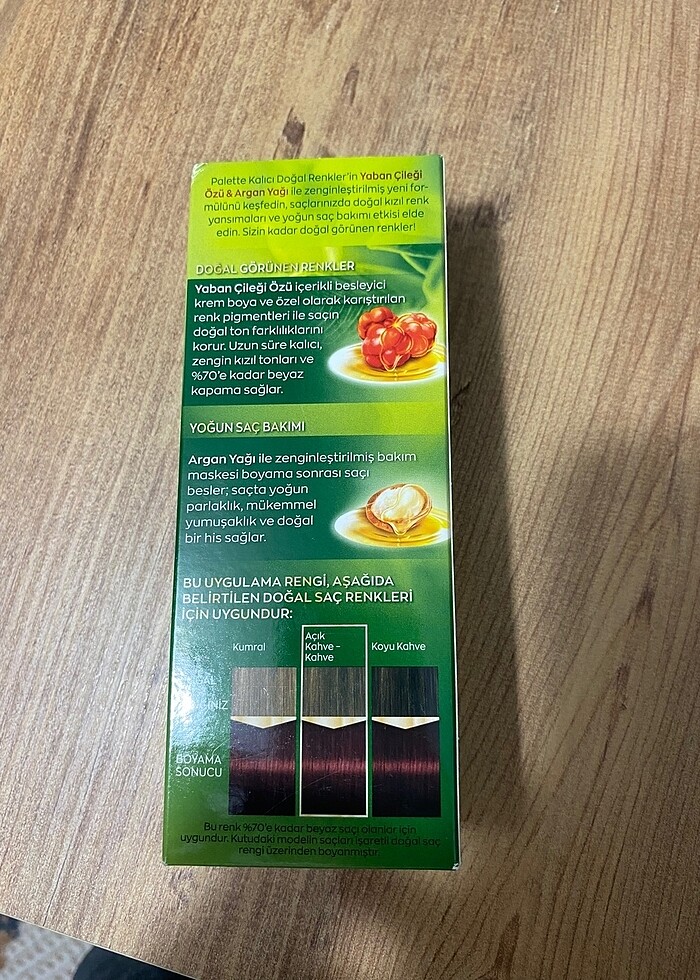 Palette Kalıcı Doğal Renkler'in Yaban Çileği
Özü & Argan Yağı ile zenginleştirilmiş yeni for-
mülünü keşfedin, saçlarınızda doğal kızıl renk
yansımaları ve yoğun saç bakımı etkisi elde
edin. Sizin kadar doğal görünen renkler!
DOĞAL GÖRÜNEN RENKLER
Yaban Çileği Özü içerikli besleyici
krem boya ve özel olarak karıştırılan
renk pigmentleri ile saçın
doğal ton farklılıklarını
korur. Uzun süre kalıcı,
zengin kızıl tonları ve
%70'e kadar beyaz
kapama sağlar.
YOĞUN SAÇ BAKIMI
Argan Yağı ile zenginleştirilmiş bakım
maskesi boyama sonrası saçı
besler; saçta yoğun
parlaklık, mükemmel
yumuşaklık ve doğal
bir his sağlar.
BU UYGULAMA RENGİ, AŞAĞIDA
BELİRTİLEN DOĞAL SAÇ RENKLERİ
İÇİN UYGUNDUR:
Kumral
Açık
Kahve -
Kahve
Koyu Kahve
BOYAMA
SONUCU
Bu renk %70'e kadar beyaz saçı olanlar için
uygundur. Kutudaki modelin saçları işaretli doğal saç
rengi üzerinden boyanmıştır.